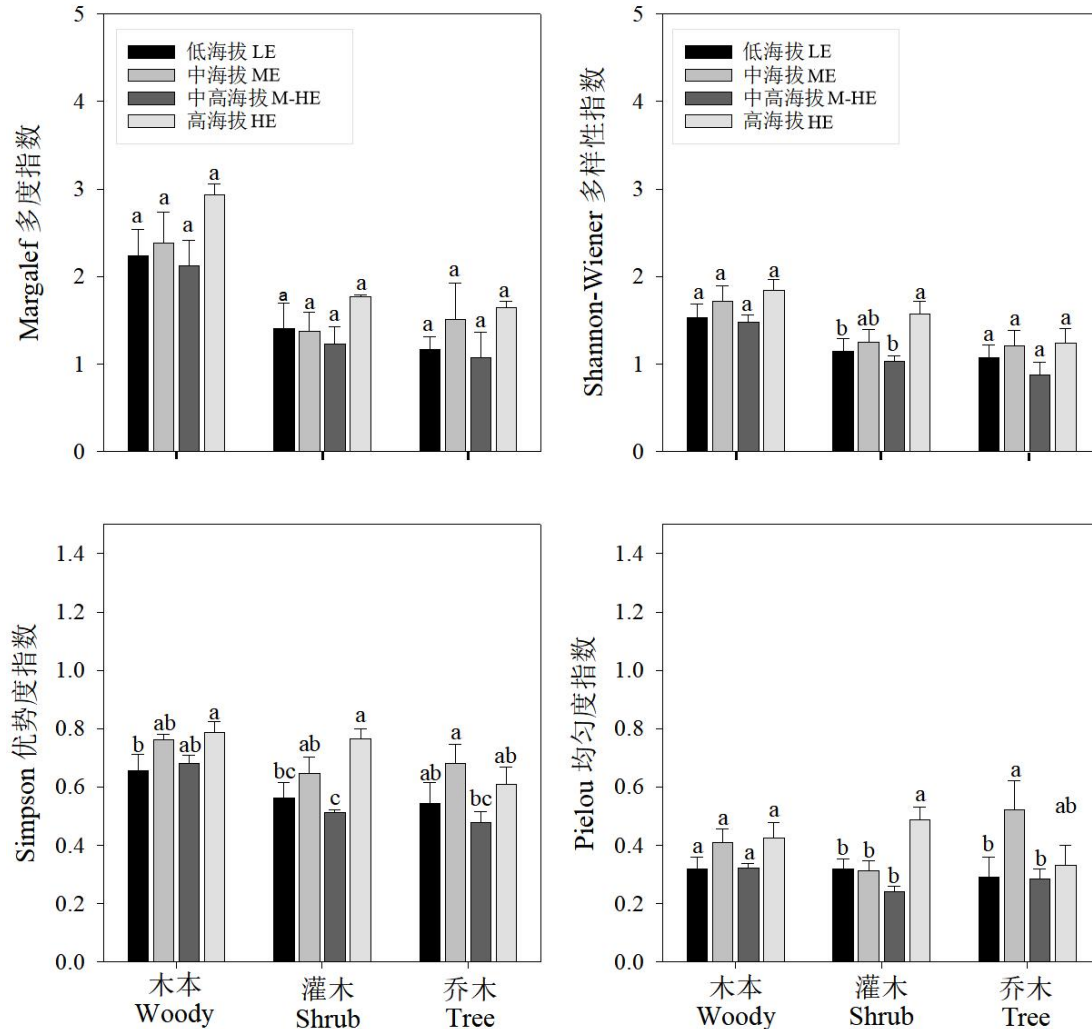 Margalef 多度指数
5
4
3
2
1
0
低海拔 LE
中海拔 ME
中高海拔 M-HE
高海拔 HE
a
a
a
a
a
a
a
a
a
a
a
a
Shannon-Wiener 多样性指数
5
4
3
2
1
0
低海拔 LE
中海拔 ME
中高海拔 M-HE
高海拔 HE
a
a
a
a
b
ab
b
a
a
a
a
a
Simpson 优势度指数
1.4
1.2
1.0
0.8
0.6
0.4
0.2
0.0
b
ab
ab
a
bc
ab
c
a
ab
a
bc
ab
木本
Woody
灌木
Shrub
乔木
Tree
Pielou 均匀度指数
1.4
1.2
1.0
0.8
0.6
0.4
0.2
0.0
a
a
a
a
b
b
b
a
b
a
b
ab
木本
Woody
灌木
Shrub
乔木
Tree